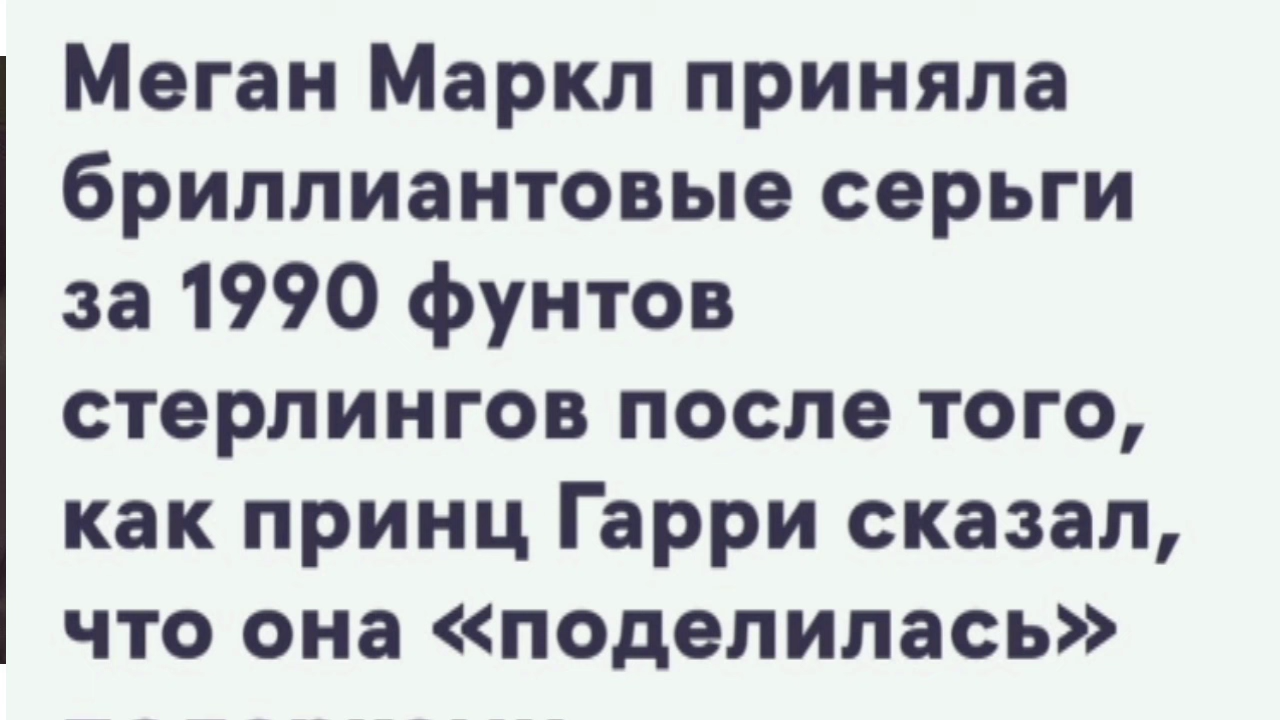 Меган Маркл приняла
бриллиантовые серьги
за 1990 фунтов
стерлингов после того,
как принц Гарри сказал,
что она «поделилась»